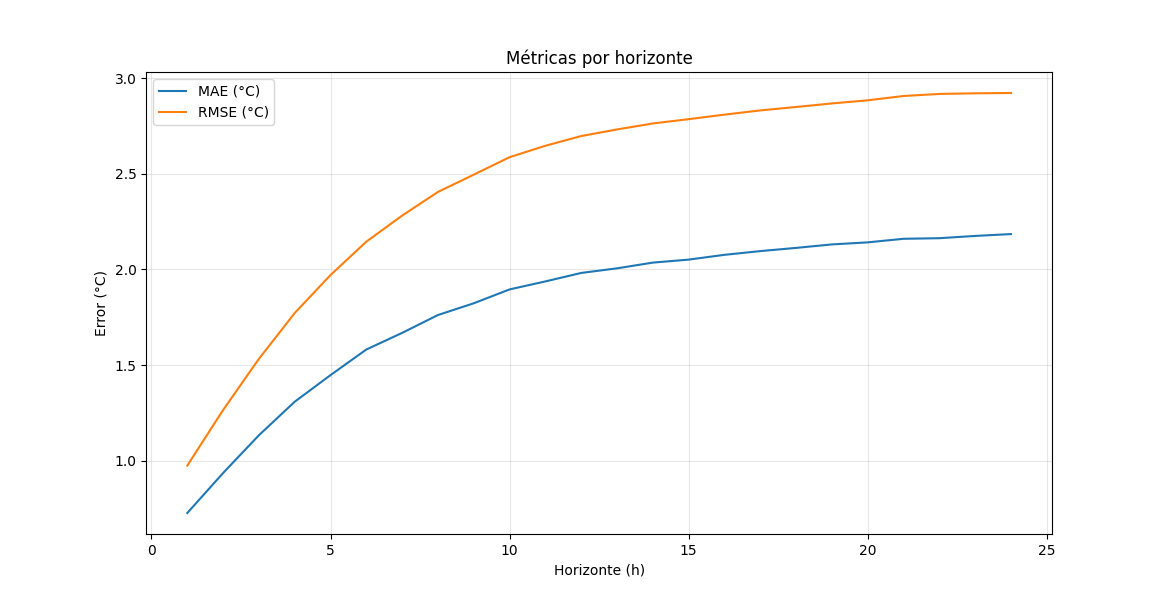 Métricas por horizonte
MAE (°C)
RMSE (°C)
Error (°C)
3.0
2.5
2.0
1.5
1.0
0 5 10 15 20 25
Horizonte (h)